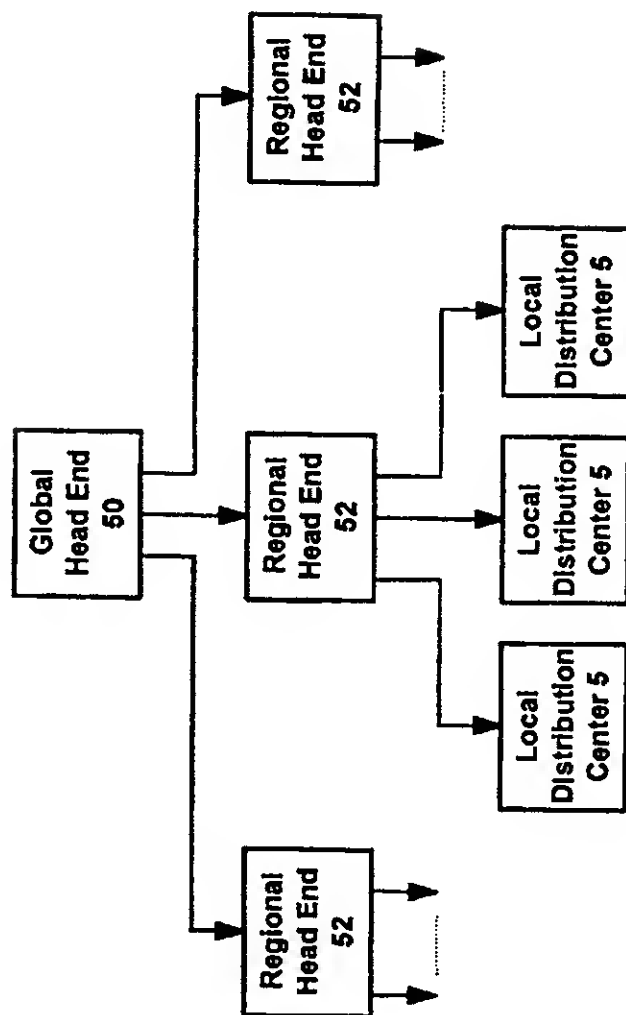 Global
Head End
50
Regional
Head End
52
Regional
Head End
52
Regional
Head End
52
Local
Distribution
Center 5
Local
Distribution
Center 5
Local
Distribution
Center 5